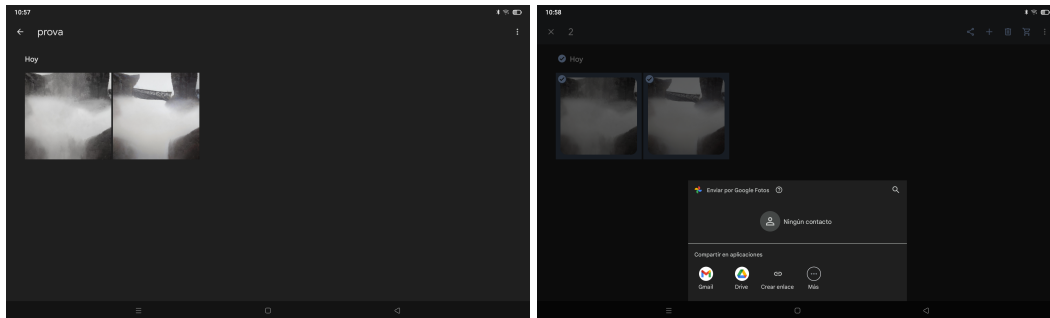 10:57
prova
Hoy
10:58
2
Hoy
Enviar por Google Fotos
Ningún contacto
Compartir en aplicaciones
Gmail
Drive
Crear enlace
Más